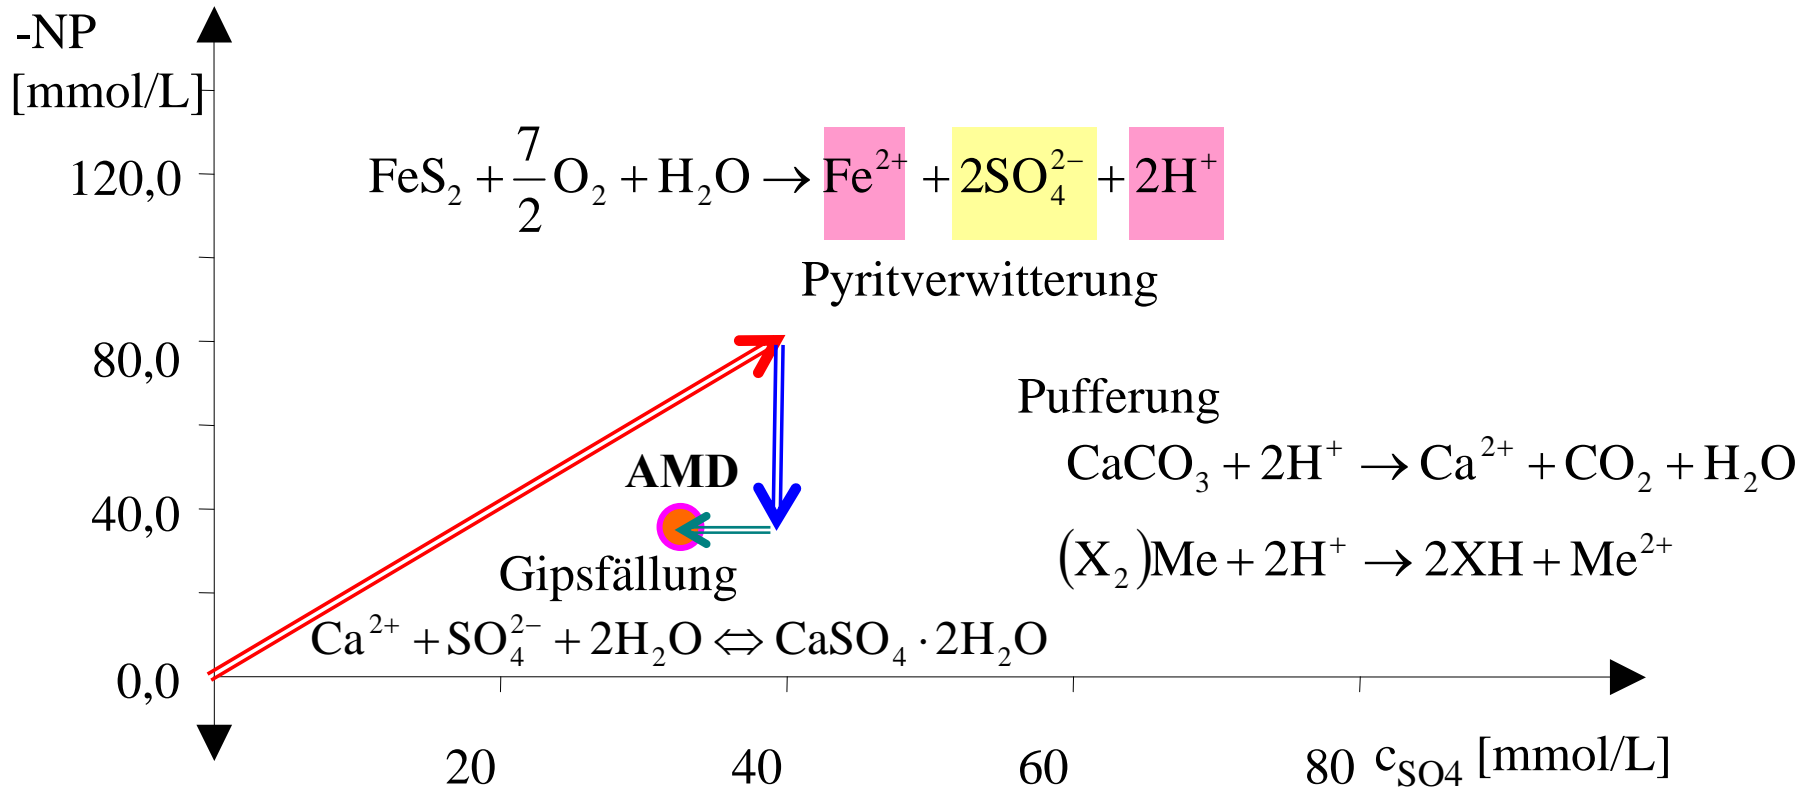 -NP
[mmol/L]
120,0
FeS₂ + 7/2 O₂ + H₂O → Fe²⁺ + 2SO₄²⁻ + 2H⁺
Pyritverwitterung
80,0
Pufferung
CaCO₃ + 2H⁺ → Ca²⁺ + CO₂ + H₂O
AMD
40,0
(X₂)Me + 2H⁺ → 2XH + Me²⁺
Gipsfällung
Ca²⁺ + SO₄²⁻ + 2H₂O ⇔ CaSO₄ · 2H₂O
0,0
20 40 60 80 c_SO4 [mmol/L]